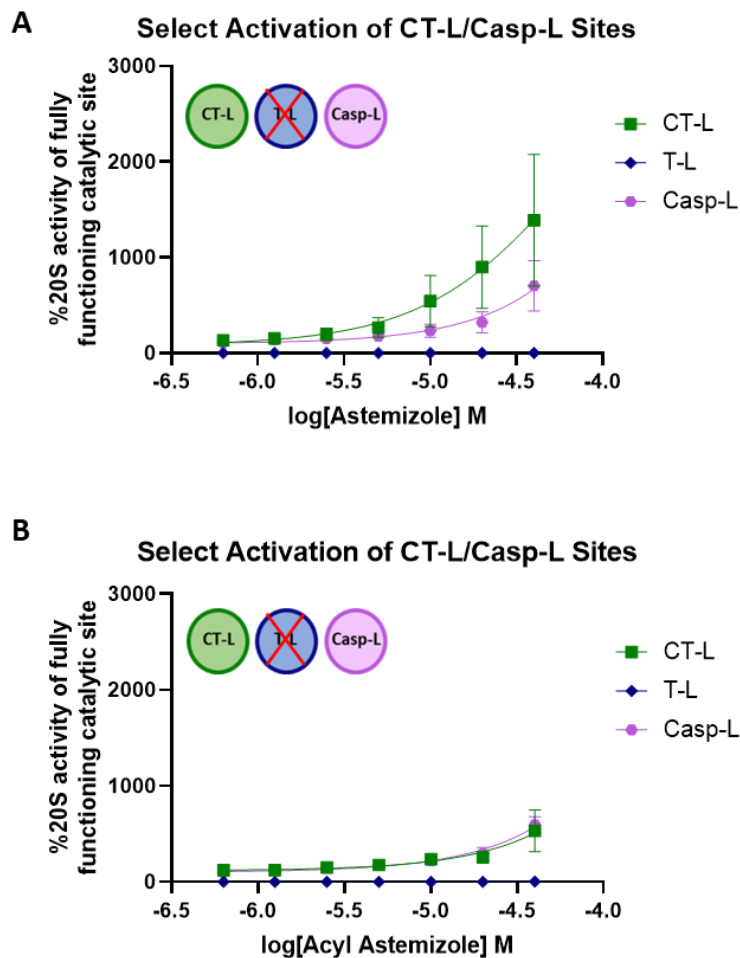 A
Select Activation of CT-L/Casp-L Sites
3000
2000
1000
0
%20S activity of fully
functioning catalytic site
CT-L
T-L
Casp-L
CT-L
T-L
Casp-L
-6.5 -6.0 -5.5 -5.0 -4.5 -4.0
log[Astemizole] M
B
Select Activation of CT-L/Casp-L Sites
3000
2000
1000
0
%20S activity of fully
functioning catalytic site
CT-L
T-L
Casp-L
CT-L
T-L
Casp-L
-6.5 -6.0 -5.5 -5.0 -4.5 -4.0
log[Acyl Astemizole] M